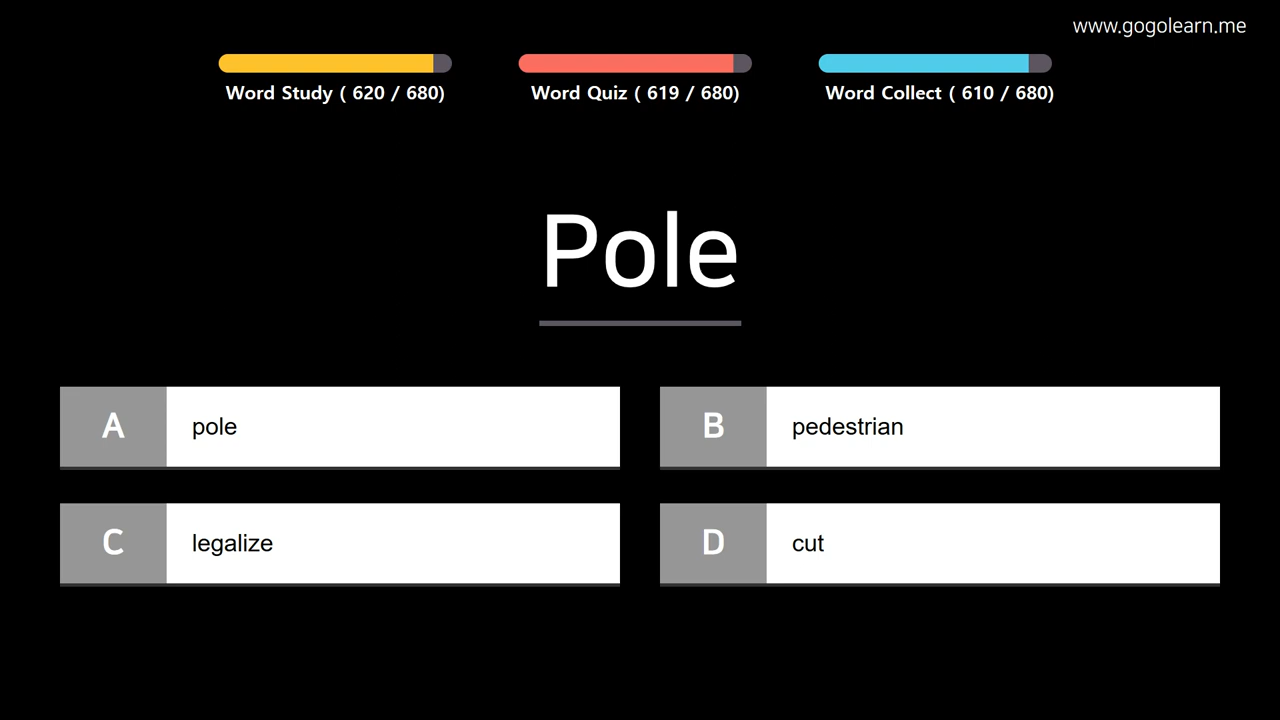 www.gogolearn.me
Word Study ( 620 / 680)
Word Quiz ( 619 / 680)
Word Collect ( 610 / 680)
Pole
A pole
B pedestrian
C legalize
D cut